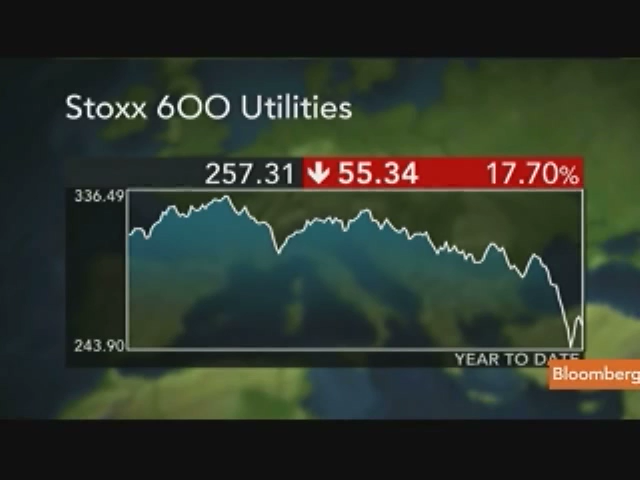 Stoxx 600 Utilities
257.31 ↓ 55.34 17.70%
336.49
243.90
YEAR TO DATE
Bloomberg